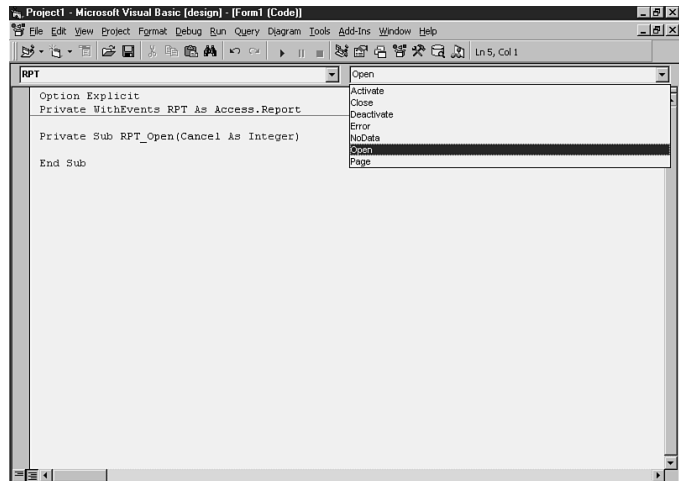 Project1 - Microsoft Visual Basic [design] - [Form1 (Code)]
File Edit View Project Format Debug Run Query Diagram Tools Add-Ins Window Help
Ln 5, Col 1
RPT
Open
Activate
Close
Deactivate
Error
NoData
Open
Page
Option Explicit
Private WithEvents RPT As Access.Report
Private Sub RPT_Open(Cancel As Integer)
End Sub